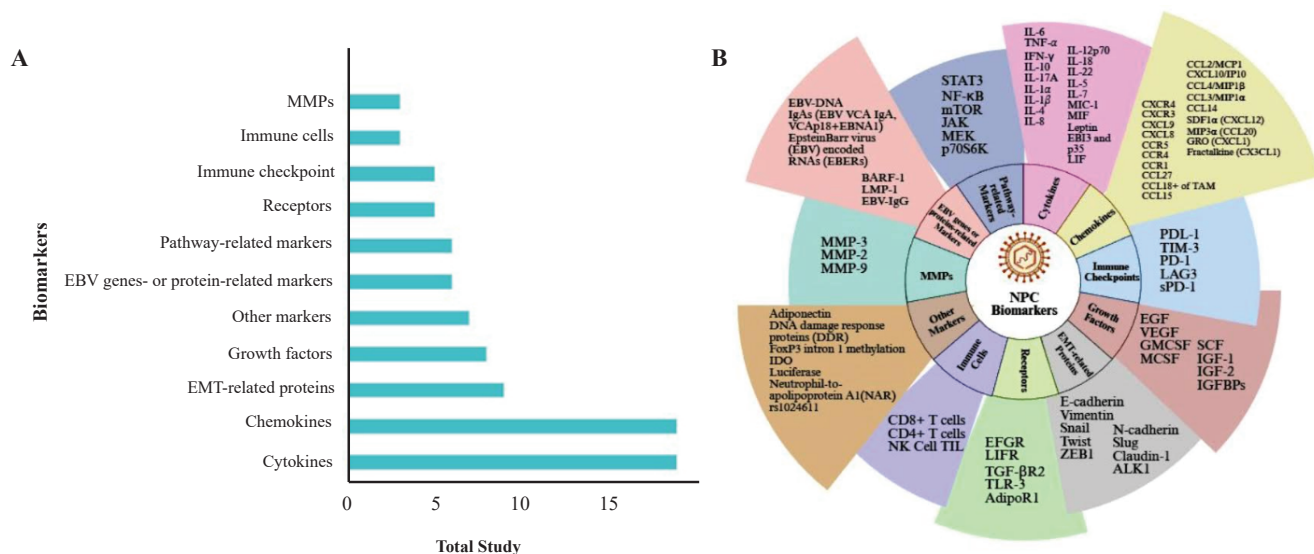 A
Biomarkers
MMPs
Immune cells
Immune checkpoint
Receptors
Pathway-related markers
EBV genes- or protein-related markers
Other markers
Growth factors
EMT-related proteins
Chemokines
Cytokines
0 5 10 15
Total Study
B
EBV-DNA
IgAs (EBV VCA IgA,
VCAp18+EBNA1)
EpsteinBarr virus
(EBV) encoded
RNAs (EBERs)
BARF-1
LMP-1
EBV-IgG
EBV genes or
protein-related
Markers
STAT3
NF-κB
mTOR
JAK
MEK
p70S6K
Pathway-
related
Markers
IL-6
TNF-α
IFN-γ
IL-10
IL-17A
IL-1α
IL-1β
IL-4
IL-8
IL-12p70
IL-18
IL-22
IL-5
IL-7
MIC-1
MIF
Leptin
EBI3 and
p35
LIF
Cytokines
CXCR4
CXCR3
CXCL9
CXCL8
CCR5
CCR4
CCR1
CCL27
CCL18+ of TAM
CCL15
CCL2/MCP1
CXCL10/IP10
CCL4/MIP1β
CCL3/MIP1α
CCL14
SDF1α (CXCL12)
MIP3α (CCL20)
GRO (CXCL1)
Fractalkine (CX3CL1)
Chemokines
PDL-1
TIM-3
PD-1
LAG3
sPD-1
Immune
Checkpoints
EGF
VEGF
GMCSF
MCSF
SCF
IGF-1
IGF-2
IGFBPs
Growth
Factors
E-cadherin
Vimentin
Snail
Twist
ZEB1
N-cadherin
Slug
Claudin-1
ALK1
EMT-related
Proteins
EFGR
LIFR
TGF-βR2
TLR-3
AdipoR1
Receptors
CD8+ T cells
CD4+ T cells
NK Cell TIL
Immune
Cells
Adiponectin
DNA damage response
proteins (DDR)
FoxP3 intron 1 methylation
IDO
Luciferase
Neutrophil-to-
apolipoprotein A1(NAR)
rs1024611
Other
Markers
MMP-3
MMP-2
MMP-9
MMPs
NPC
Biomarkers